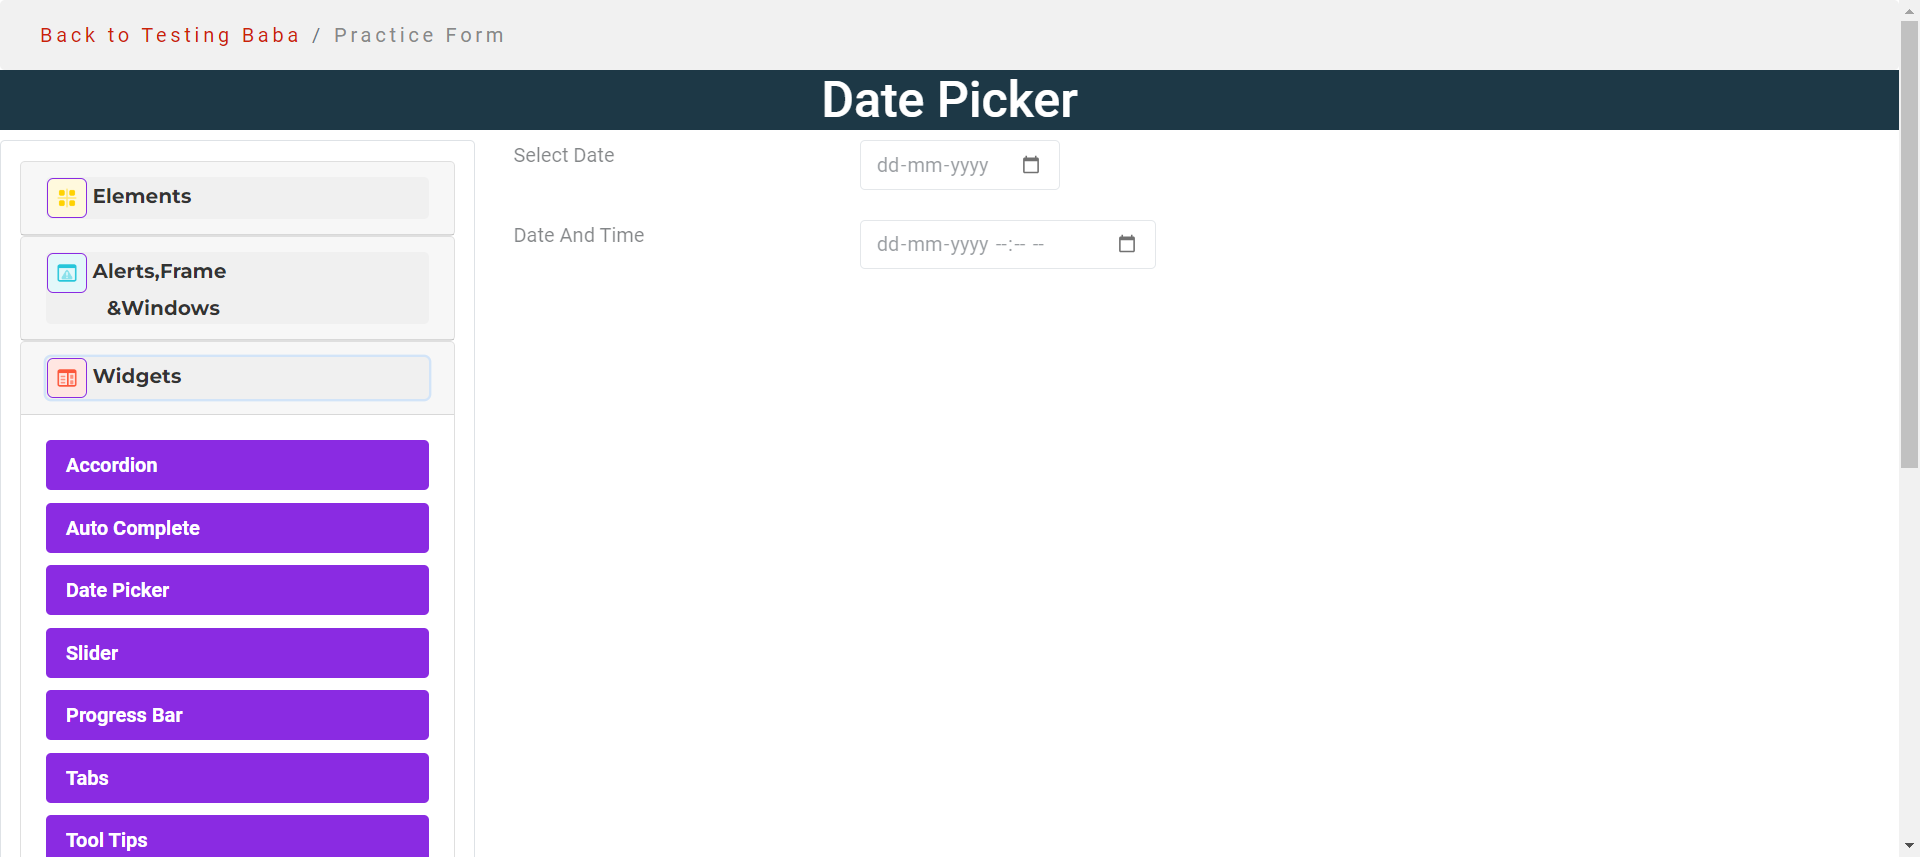 Back to Testing Baba / Practice Form
Date Picker
Elements
Alerts,Frame
&Windows
Widgets
Accordion
Auto Complete
Date Picker
Slider
Progress Bar
Tabs
Tool Tips
Select Date
dd-mm-yyyy
Date And Time
dd-mm-yyyy --:-- --